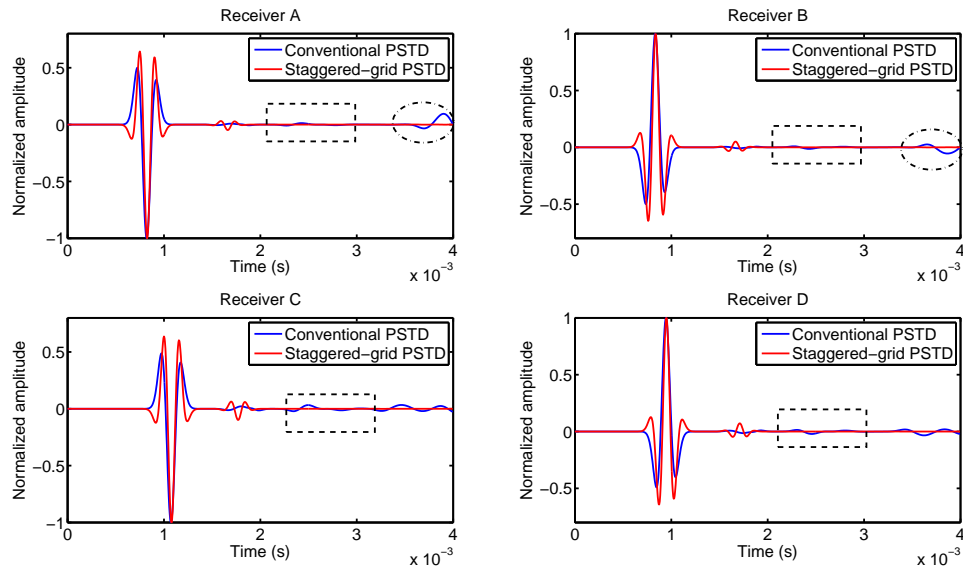 Receiver A
Normalized amplitude
0.5
0
−0.5
−1
0
1
2
3
4
Time (s)
x 10⁻³
Conventional PSTD
Staggered−grid PSTD
Receiver B
Normalized amplitude
1
0.5
0
−0.5
0
1
2
3
4
Time (s)
x 10⁻³
Conventional PSTD
Staggered−grid PSTD
Receiver C
Normalized amplitude
0.5
0
−0.5
−1
0
1
2
3
4
Time (s)
x 10⁻³
Conventional PSTD
Staggered−grid PSTD
Receiver D
Normalized amplitude
1
0.5
0
−0.5
0
1
2
3
4
Time (s)
x 10⁻³
Conventional PSTD
Staggered−grid PSTD